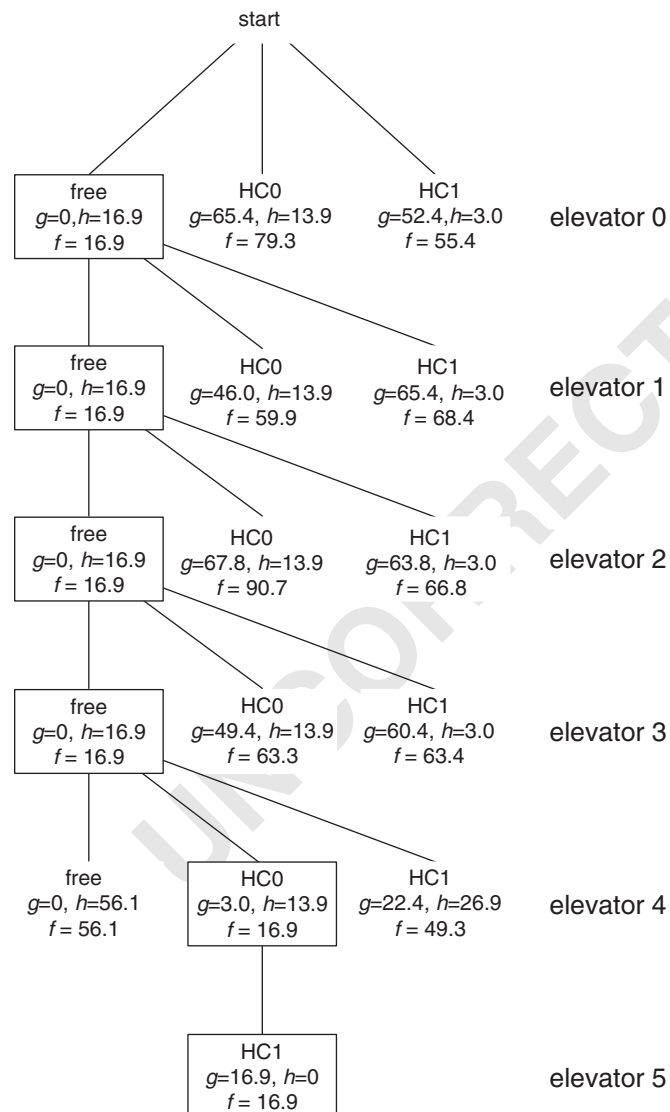 start
free
g=0,h=16.9
f = 16.9
HC0
g=65.4, h=13.9
f = 79.3
HC1
g=52.4,h=3.0
f = 55.4
elevator 0
free
g=0, h=16.9
f = 16.9
HC0
g=46.0, h=13.9
f = 59.9
HC1
g=65.4, h=3.0
f = 68.4
elevator 1
free
g=0, h=16.9
f = 16.9
HC0
g=67.8, h=13.9
f = 90.7
HC1
g=63.8, h=3.0
f = 66.8
elevator 2
free
g=0, h=16.9
f = 16.9
HC0
g=49.4, h=13.9
f = 63.3
HC1
g=60.4, h=3.0
f = 63.4
elevator 3
free
g=0, h=56.1
f = 56.1
HC0
g=3.0, h=13.9
f = 16.9
HC1
g=22.4, h=26.9
f = 49.3
elevator 4
HC1
g=16.9, h=0
f = 16.9
elevator 5
UNCORRECT